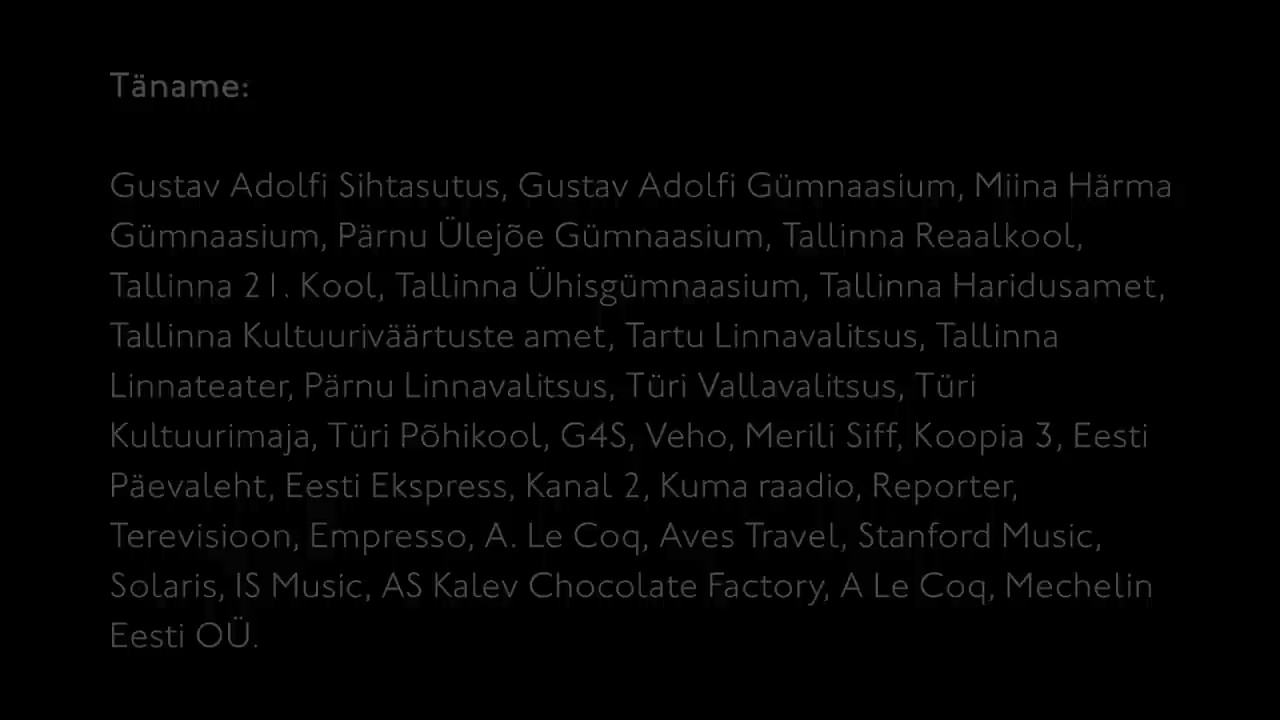 Täname:
Gustav Adolfi Sihtasutus, Gustav Adolfi Gümnaasium, Miina Härma
Gümnaasium, Pärnu Ülejõe Gümnaasium, Tallinna Reaalkool,
Tallinna 21. Kool, Tallinna Ühisgümnaasium, Tallinna Haridusamet,
Tallinna Kultuuriväärtuste amet, Tartu Linnavalitsus, Tallinna
Linnateater, Pärnu Linnavalitsus, Türi Vallavalitsus, Türi
Kultuurimaja, Türi Põhikool, G4S, Veho, Merili Siff, Koopia 3, Eesti
Päevaleht, Eesti Ekspress, Kanal 2, Kuma raadio, Reporter,
Terevisioon, Empresso, A. Le Coq, Aves Travel, Stanford Music,
Solaris, IS Music, AS Kalev Chocolate Factory, A Le Coq, Mechelin
Eesti OÜ.